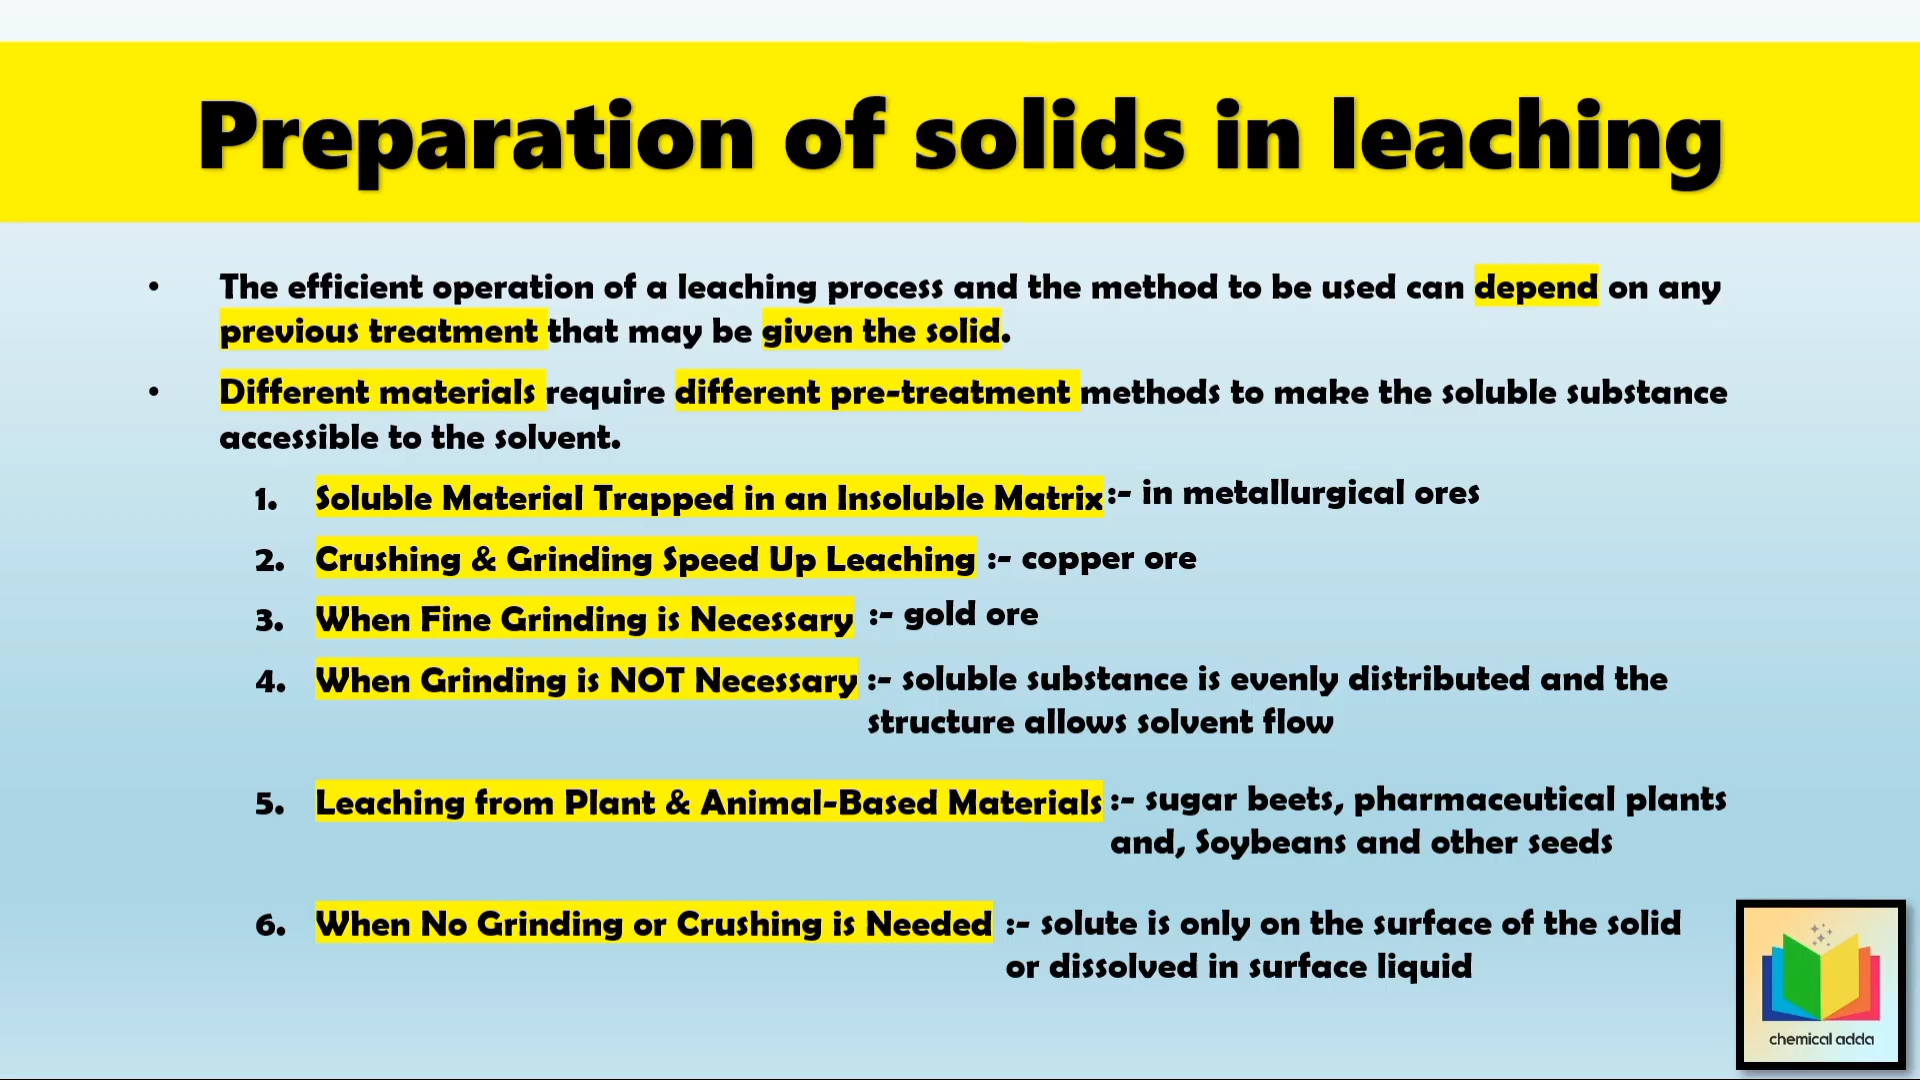 Preparation of solids in leaching
• The efficient operation of a leaching process and the method to be used can depend on any
previous treatment that may be given the solid.
• Different materials require different pre-treatment methods to make the soluble substance
accessible to the solvent.
1. Soluble Material Trapped in an Insoluble Matrix :- in metallurgical ores
2. Crushing & Grinding Speed Up Leaching :- copper ore
3. When Fine Grinding is Necessary :- gold ore
4. When Grinding is NOT Necessary :- soluble substance is evenly distributed and the
structure allows solvent flow
5. Leaching from Plant & Animal-Based Materials :- sugar beets, pharmaceutical plants
and, Soybeans and other seeds
6. When No Grinding or Crushing is Needed :- solute is only on the surface of the solid
or dissolved in surface liquid
chemical adda